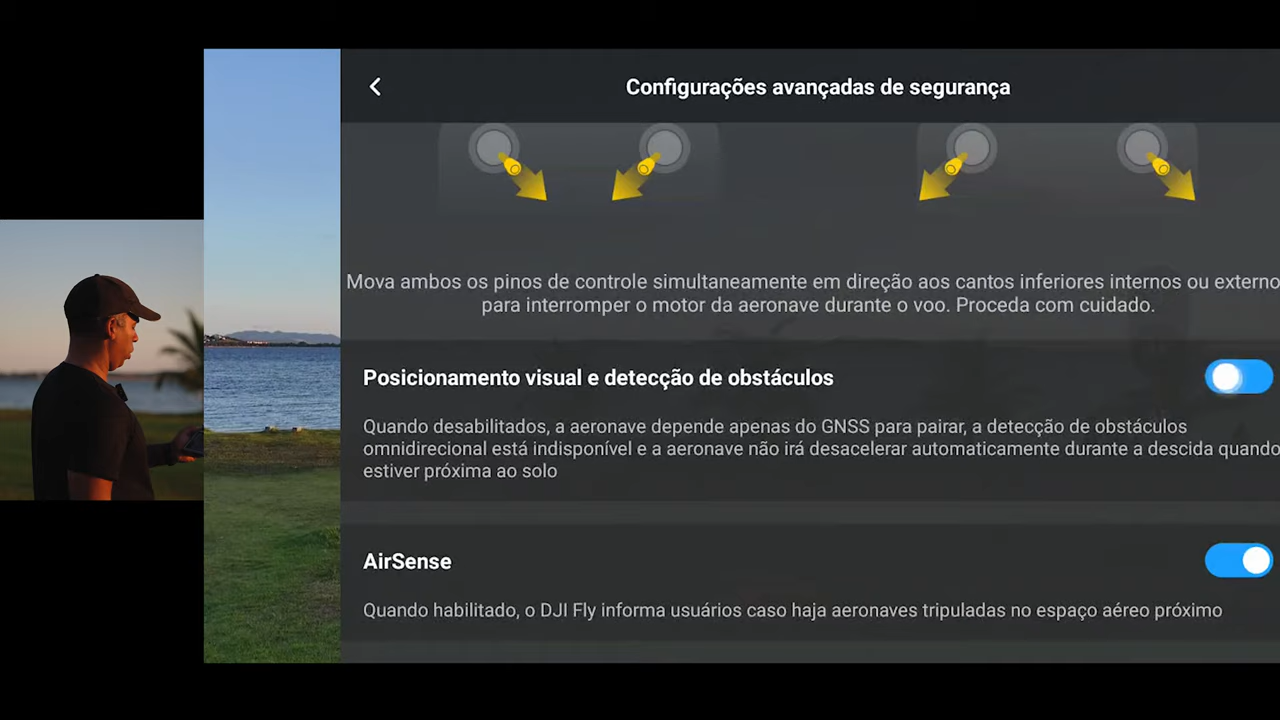 Configurações avançadas de segurança
Mova ambos os pinos de controle simultaneamente em direção aos cantos inferiores internos ou externo
para interromper o motor da aeronave durante o voo. Proceda com cuidado.
Posicionamento visual e detecção de obstáculos
Quando desabilitados, a aeronave depende apenas do GNSS para pairar, a detecção de obstáculos
omnidirecional está indisponível e a aeronave não irá desacelerar automaticamente durante a descida quando
estiver próxima ao solo
AirSense
Quando habilitado, o DJI Fly informa usuários caso haja aeronaves tripuladas no espaço aéreo próximo